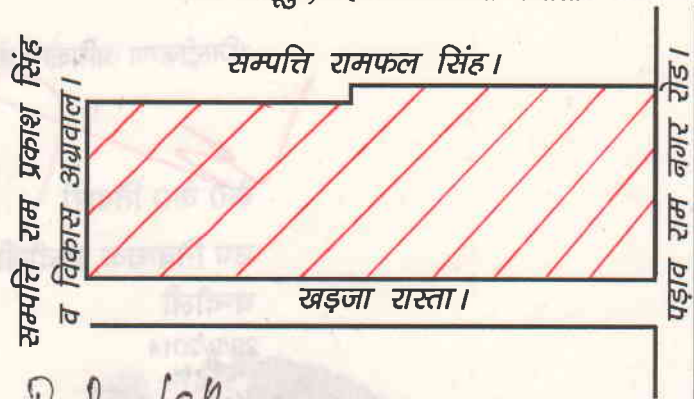 सम्पत्ति रामफल सिंह।
सम्पत्ति राम प्रकाश सिंह
व विकास अग्रवाल।
पड़ाव राम नगर रोड।
खड़जा रास्ता।